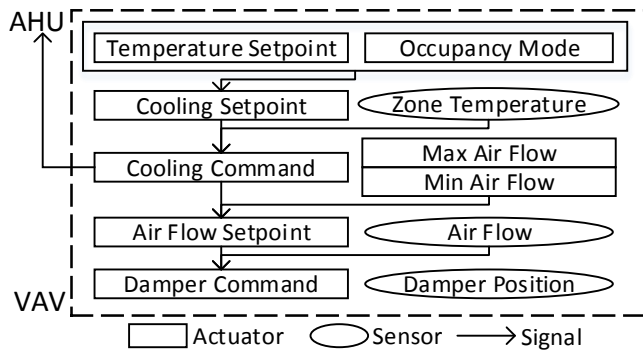 AHU
Temperature Setpoint
Occupancy Mode
Cooling Setpoint
Zone Temperature
Cooling Command
Max Air Flow
Min Air Flow
Air Flow Setpoint
Air Flow
Damper Command
Damper Position
VAV
Actuator
Sensor
Signal